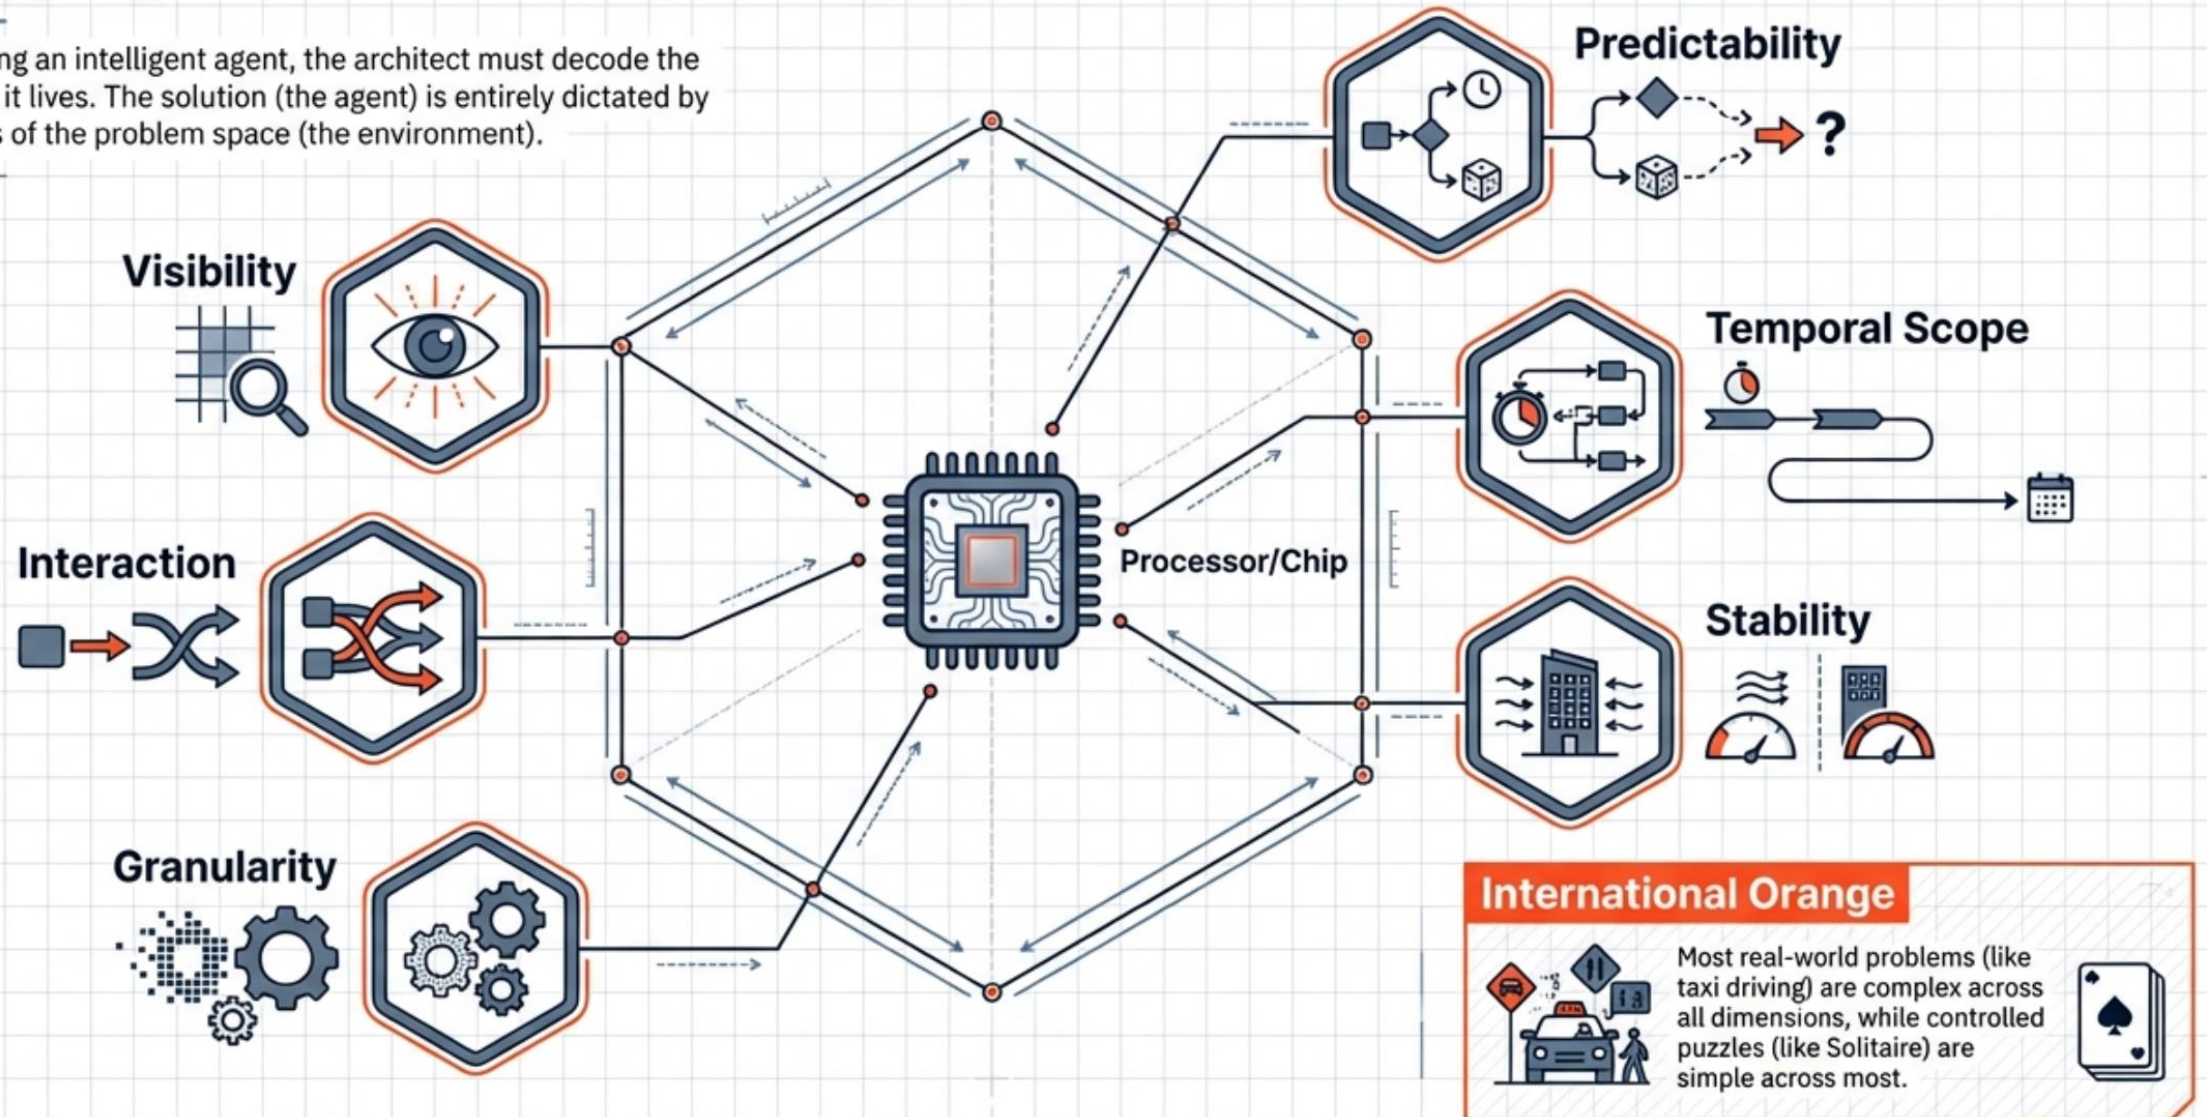 ng an intelligent agent, the architect must decode the
it lives. The solution (the agent) is entirely dictated by
s of the problem space (the environment).
Predictability
?
Visibility
Temporal Scope
Interaction
Processor/Chip
Stability
Granularity
International Orange
Most real-world problems (like
taxi driving) are complex across
all dimensions, while controlled
puzzles (like Solitaire) are
simple across most.